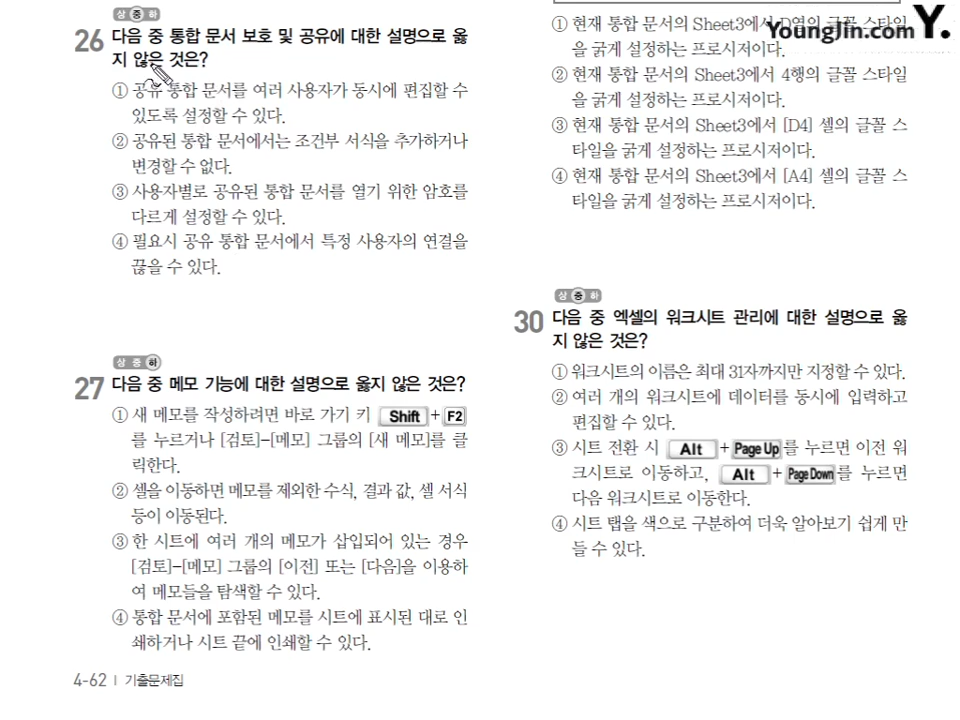 상 중 하
26 다음 중 통합 문서 보호 및 공유에 대한 설명으로 옳
지 않은 것은?
① 공유 통합 문서를 여러 사용자가 동시에 편집할 수
있도록 설정할 수 있다.
② 공유된 통합 문서에서는 조건부 서식을 추가하거나
변경할 수 없다.
③ 사용자별로 공유된 통합 문서를 열기 위한 암호를
다르게 설정할 수 있다.
④ 필요시 공유 통합 문서에서 특정 사용자의 연결을
끊을 수 있다.
상 중 하
27 다음 중 메모 기능에 대한 설명으로 옳지 않은 것은?
① 새 메모를 작성하려면 바로 가기 키 Shift + F2
를 누르거나 [검토]-[메모] 그룹의 [새 메모]를 클
릭한다.
② 셀을 이동하면 메모를 제외한 수식, 결과 값, 셀 서식
등이 이동된다.
③ 한 시트에 여러 개의 메모가 삽입되어 있는 경우
[검토]-[메모] 그룹의 [이전] 또는 [다음]을 이용하
여 메모들을 탐색할 수 있다.
④ 통합 문서에 포함된 메모를 시트에 표시된 대로 인
쇄하거나 시트 끝에 인쇄할 수 있다.
4-62 | 기출문제집
YoungJin.com Y.
① 현재 통합 문서의 Sheet3에서 D열의 글꼴 스타일
을 굵게 설정하는 프로시저이다.
② 현재 통합 문서의 Sheet3에서 4행의 글꼴 스타일
을 굵게 설정하는 프로시저이다.
③ 현재 통합 문서의 Sheet3에서 [D4] 셀의 글꼴 스
타일을 굵게 설정하는 프로시저이다.
④ 현재 통합 문서의 Sheet3에서 [A4] 셀의 글꼴 스
타일을 굵게 설정하는 프로시저이다.
상 중 하
30 다음 중 엑셀의 워크시트 관리에 대한 설명으로 옳
지 않은 것은?
① 워크시트의 이름은 최대 31자까지만 지정할 수 있다.
② 여러 개의 워크시트에 데이터를 동시에 입력하고
편집할 수 있다.
③ 시트 전환 시 Alt + Page Up 를 누르면 이전 워
크시트로 이동하고, Alt + Page Down 를 누르면
다음 워크시트로 이동한다.
④ 시트 탭을 색으로 구분하여 더욱 알아보기 쉽게 만
들 수 있다.